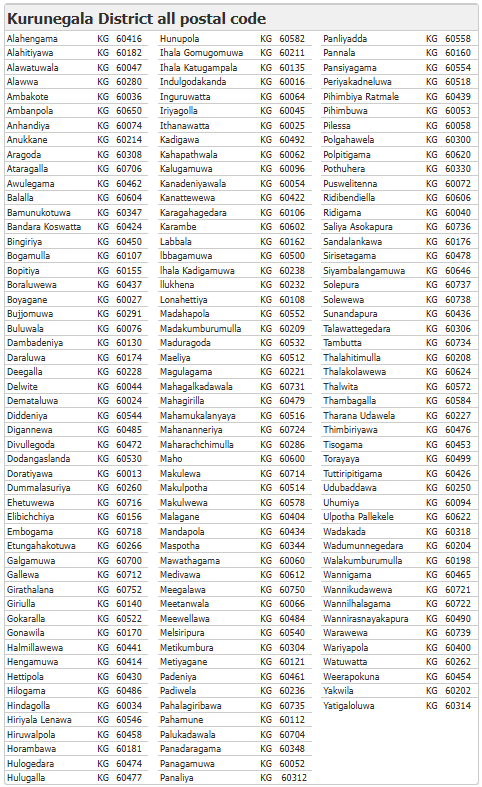 Kurunegala District all postal code
Alahengama KG 60416
Alahitiyawa KG 60182
Alawatuwala KG 60047
Alawwa KG 60280
Ambakote KG 60036
Ambanpola KG 60650
Anhandiya KG 60074
Anukkane KG 60214
Aragoda KG 60308
Ataragalla KG 60706
Awulegama KG 60462
Balalla KG 60604
Bamunukotuwa KG 60347
Bandara Koswatta KG 60424
Bingiriya KG 60450
Bogamulla KG 60107
Bopitiya KG 60155
Boraluwewa KG 60437
Boyagane KG 60027
Bujjomuwa KG 60291
Buluwala KG 60076
Dambadeniya KG 60130
Daraluwa KG 60174
Deegalla KG 60228
Delwite KG 60044
Demataluwa KG 60024
Diddeniya KG 60544
Digannewa KG 60485
Divullegoda KG 60472
Dodangaslanda KG 60530
Doratiyawa KG 60013
Dummalasuriya KG 60260
Ehetuwewa KG 60716
Elibichchiya KG 60156
Embogama KG 60718
Etungahakotuwa KG 60266
Galgamuwa KG 60700
Gallewa KG 60712
Girathalana KG 60752
Giriulla KG 60140
Gokaralla KG 60522
Gonawila KG 60170
Halmillawewa KG 60441
Hengamuwa KG 60414
Hettipola KG 60430
Hilogama KG 60486
Hindagolla KG 60034
Hiriyala Lenawa KG 60546
Hiruwalpola KG 60458
Horambawa KG 60181
Hulogedara KG 60474
Hulugalla KG 60477
Hunupola KG 60582
Ihala Gomugomuwa KG 60211
Ihala Katugampala KG 60135
Indulgodakanda KG 60016
Inguruwatta KG 60064
Iriyagolla KG 60045
Ithanawatta KG 60025
Kadigawa KG 60492
Kahapathwala KG 60062
Kalugamuwa KG 60096
Kanadeniyawala KG 60054
Kanattewewa KG 60422
Karagahagedara KG 60106
Karambe KG 60602
Labbala KG 60162
lbbagamuwa KG 60500
lhala Kadigamuwa KG 60238
llukhena KG 60232
Lonahettiya KG 60108
Madahapola KG 60552
Madakumburumulla KG 60209
Maduragoda KG 60532
Maeliya KG 60512
Magulagama KG 60221
Mahagalkadawala KG 60731
Mahagirilla KG 60479
Mahamukalanyaya KG 60516
Mahananneriya KG 60724
Maharachchimulla KG 60286
Maho KG 60600
Makulewa KG 60714
Makulpotha KG 60514
Makulwewa KG 60578
Malagane KG 60404
Mandapola KG 60434
Maspotha KG 60344
Mawathagama KG 60060
Medivawa KG 60612
Meegalawa KG 60750
Meetanwala KG 60066
Meewellawa KG 60484
Melsiripura KG 60540
Metikumbura KG 60304
Metiyagane KG 60121
Padeniya KG 60461
Padiwela KG 60236
Pahalagiribawa KG 60735
Pahamune KG 60112
Palukadawala KG 60704
Panadaragama KG 60348
Panagamuwa KG 60052
Panaliya KG 60312
Panliyadda KG 60558
Pannala KG 60160
Pansiyagama KG 60554
Periyakadneluwa KG 60518
Pihimbiya Ratmale KG 60439
Pihimbuwa KG 60053
Pilessa KG 60058
Polgahawela KG 60300
Polpitigama KG 60620
Pothuhera KG 60330
Puswelitenna KG 60072
Ridibendiella KG 60606
Ridigama KG 60040
Saliya Asokapura KG 60736
Sandalankawa KG 60176
Sirisetagama KG 60478
Siyambalangamuwa KG 60646
Solepura KG 60737
Solewewa KG 60738
Sunandapura KG 60436
Talawattegedara KG 60306
Tambutta KG 60734
Thalahitimulla KG 60208
Thalakolawewa KG 60624
Thalwita KG 60572
Thambagalla KG 60584
Tharana Udawela KG 60227
Thimbiriyawa KG 60476
Tisogama KG 60453
Torayaya KG 60499
Tuttiripitigama KG 60426
Udubaddawa KG 60250
Uhumiya KG 60094
Ulpotha Pallekele KG 60622
Wadakada KG 60318
Wadumunnegedara KG 60204
Walakumburumulla KG 60198
Wannigama KG 60465
Wannikudawewa KG 60721
Wannilhalagama KG 60722
Wannirasnayakapura KG 60490
Warawewa KG 60739
Wariyapola KG 60400
Watuwatta KG 60262
Weerapokuna KG 60454
Yakwila KG 60202
Yatigaloluwa KG 60314